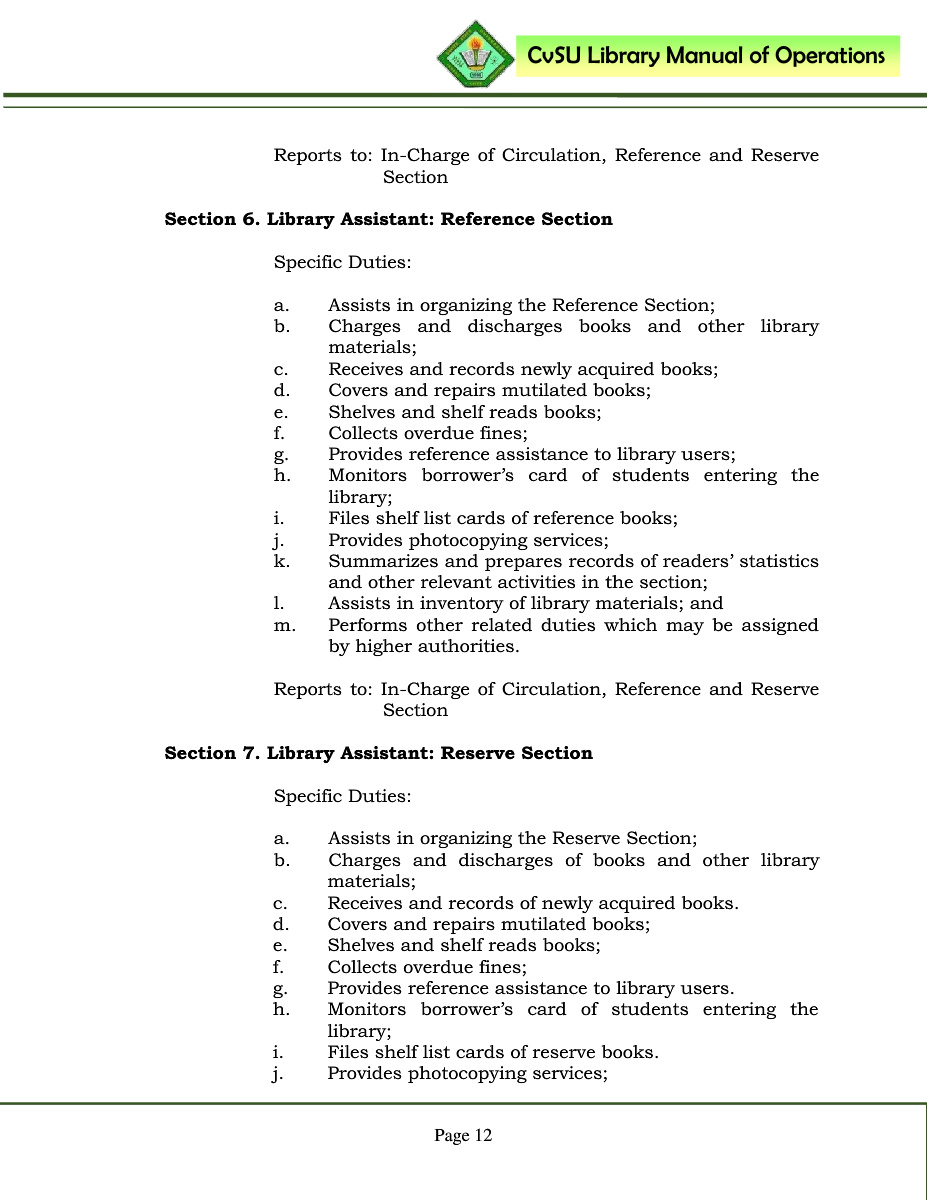 CvSU Library Manual of Operations
Reports to: In-Charge of Circulation, Reference and Reserve
Section
Section 6. Library Assistant: Reference Section
Specific Duties:
a. Assists in organizing the Reference Section;
b. Charges and discharges books and other library
materials;
c. Receives and records newly acquired books;
d. Covers and repairs mutilated books;
e. Shelves and shelf reads books;
f. Collects overdue fines;
g. Provides reference assistance to library users;
h. Monitors borrower’s card of students entering the
library;
i. Files shelf list cards of reference books;
j. Provides photocopying services;
k. Summarizes and prepares records of readers’ statistics
and other relevant activities in the section;
l. Assists in inventory of library materials; and
m. Performs other related duties which may be assigned
by higher authorities.
Reports to: In-Charge of Circulation, Reference and Reserve
Section
Section 7. Library Assistant: Reserve Section
Specific Duties:
a. Assists in organizing the Reserve Section;
b. Charges and discharges of books and other library
materials;
c. Receives and records of newly acquired books.
d. Covers and repairs mutilated books;
e. Shelves and shelf reads books;
f. Collects overdue fines;
g. Provides reference assistance to library users.
h. Monitors borrower’s card of students entering the
library;
i. Files shelf list cards of reserve books.
j. Provides photocopying services;
Page 12